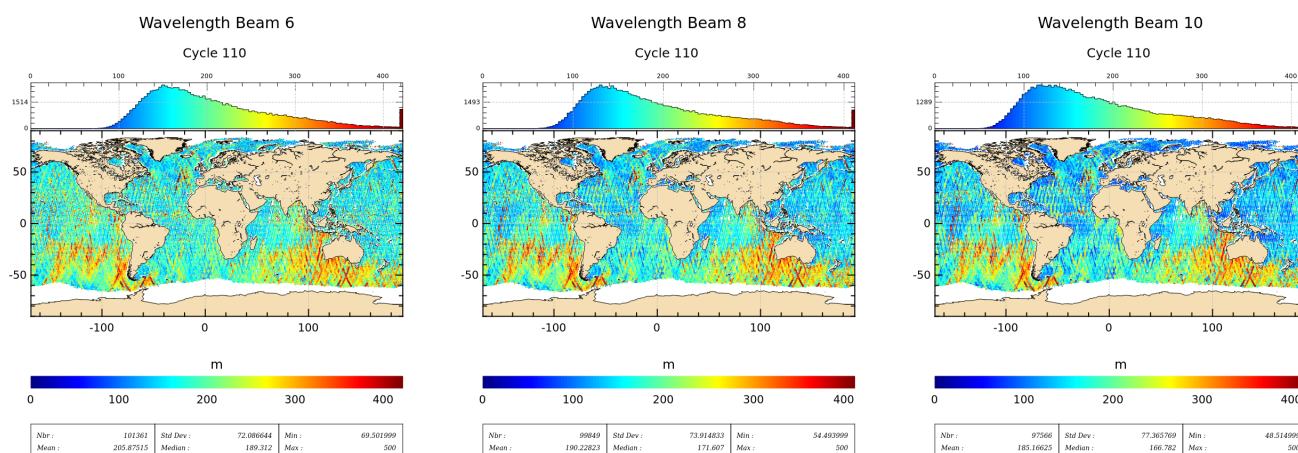 Wavelength Beam 6
Cycle 110
0 100 200 300 400
1514
0
50
0
-50
-100 0 100
m
0 100 200 300 400
Nbr : 101361 Std Dev : 72.086644 Min : 69.501999
Mean : 205.87515 Median : 189.312 Max : 500
Wavelength Beam 8
Cycle 110
0 100 200 300 400
1493
0
50
0
-50
-100 0 100
m
0 100 200 300 400
Nbr : 99849 Std Dev : 73.914833 Min : 54.493999
Mean : 190.22823 Median : 171.607 Max : 500
Wavelength Beam 10
Cycle 110
0 100 200 300 400
1289
0
50
0
-50
-100 0 100
m
0 100 200 300 400
Nbr : 97566 Std Dev : 77.365769 Min : 48.514999
Mean : 185.16625 Median : 166.782 Max : 500